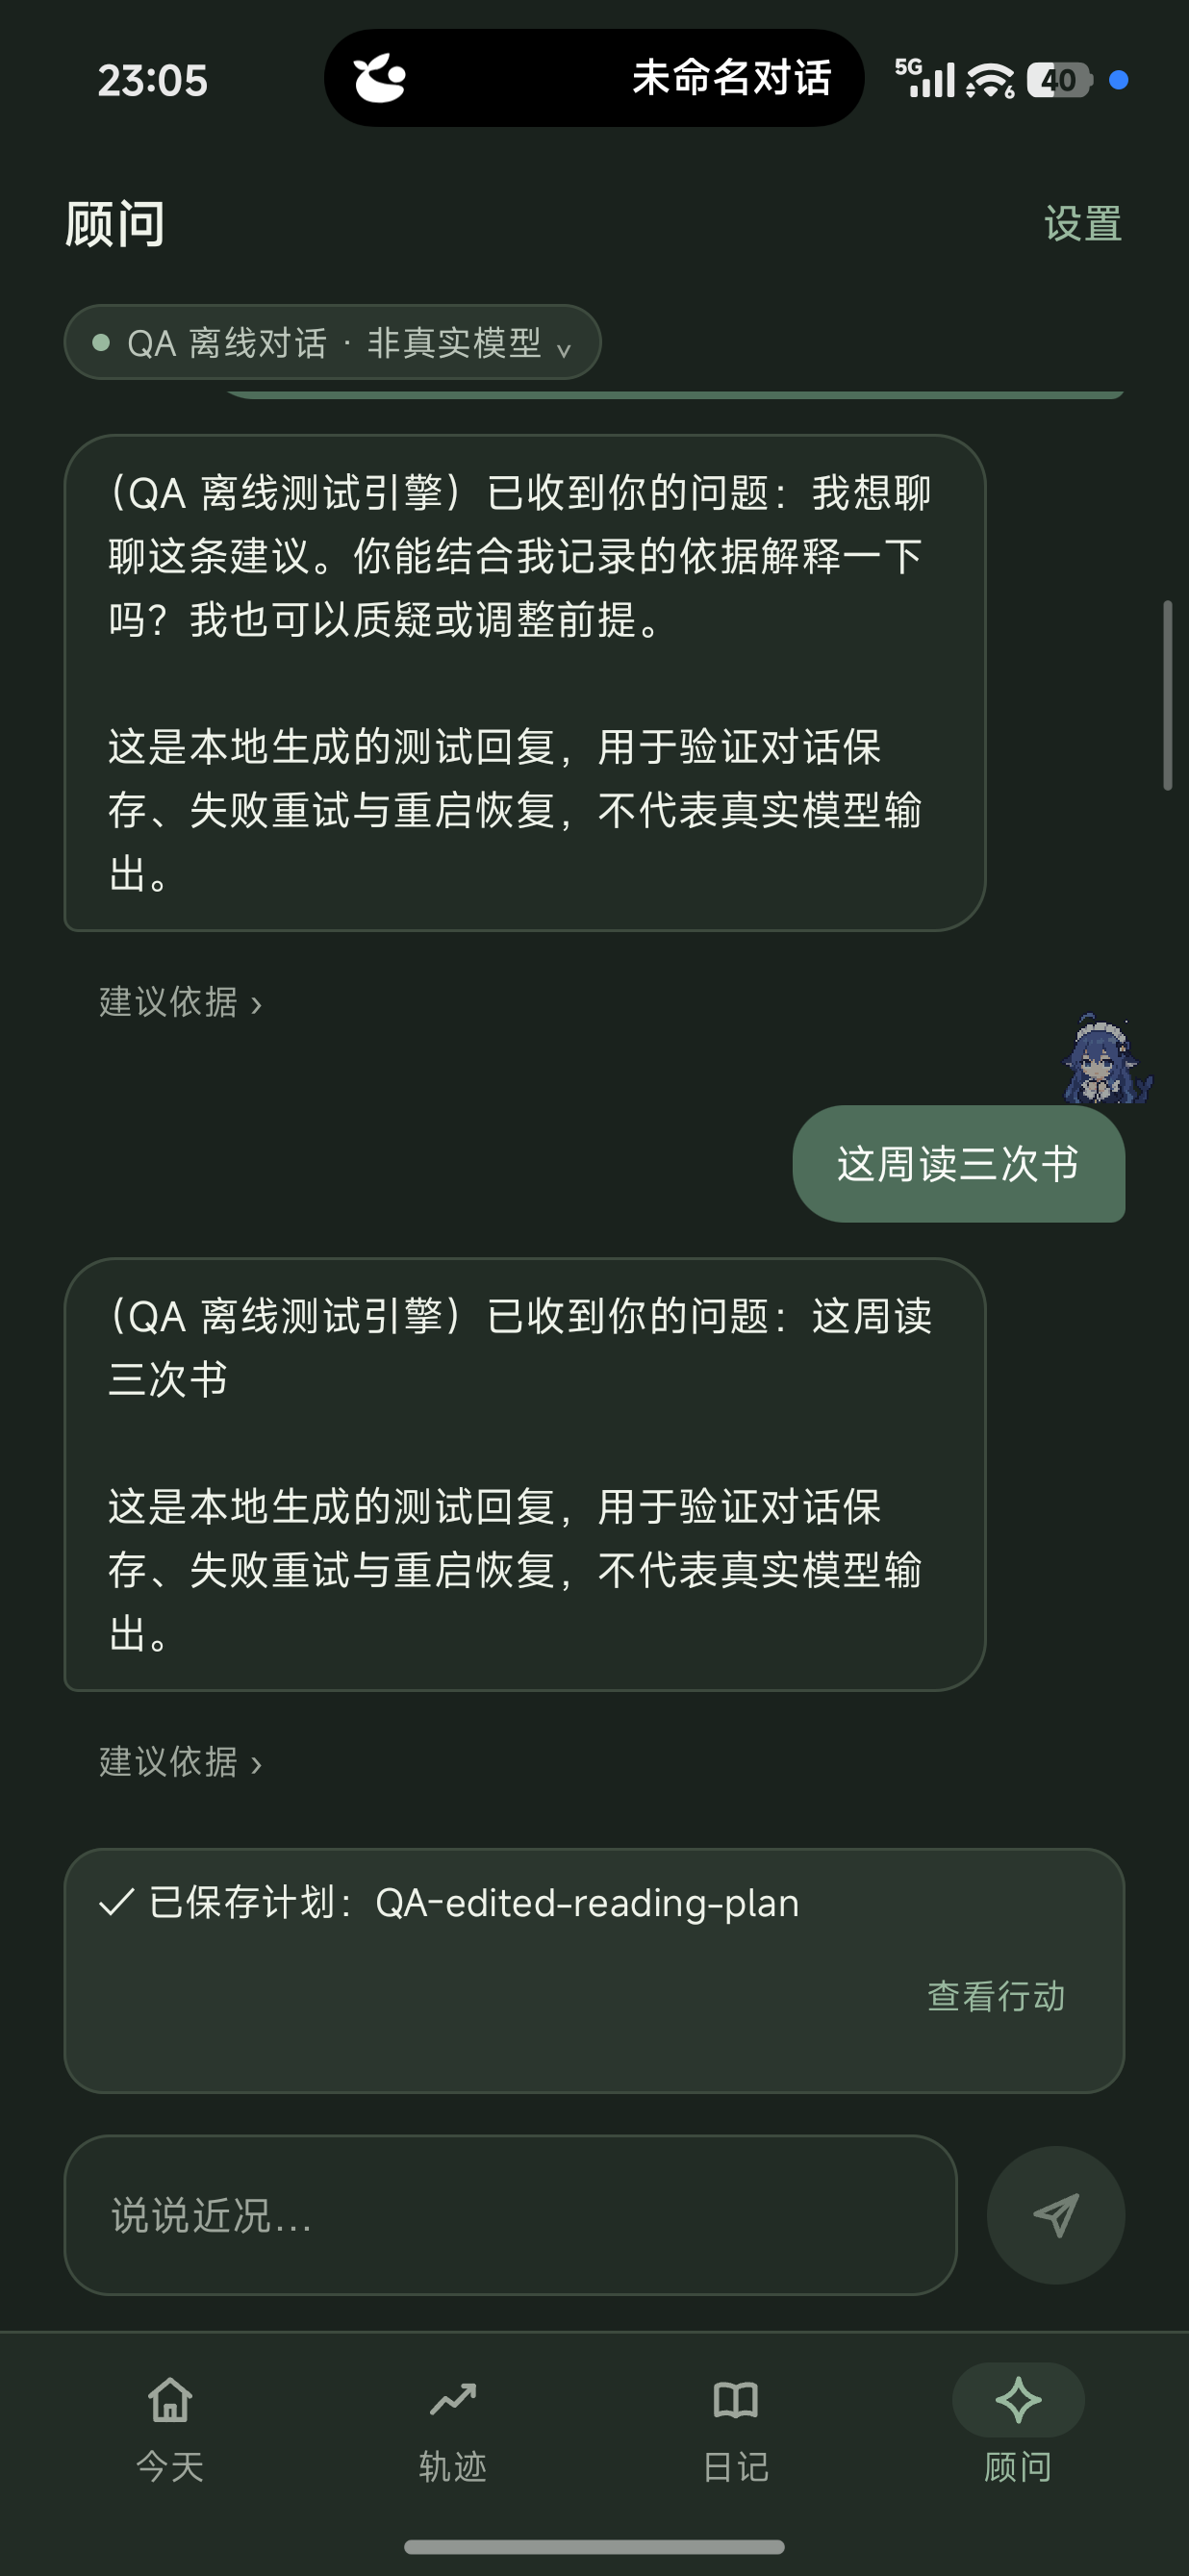 23:05
未命名对话
5G
6
40
顾问
设置
QA 离线对话 · 非真实模型
（QA 离线测试引擎）已收到你的问题：我想聊
聊这条建议。你能结合我记录的依据解释一下
吗？我也可以质疑或调整前提。
这是本地生成的测试回复，用于验证对话保
存、失败重试与重启恢复，不代表真实模型输
出。
建议依据 ›
这周读三次书
（QA 离线测试引擎）已收到你的问题：这周读
三次书
这是本地生成的测试回复，用于验证对话保
存、失败重试与重启恢复，不代表真实模型输
出。
建议依据 ›
✓ 已保存计划：QA-edited-reading-plan
查看行动
说说近况...
今天
轨迹
日记
顾问